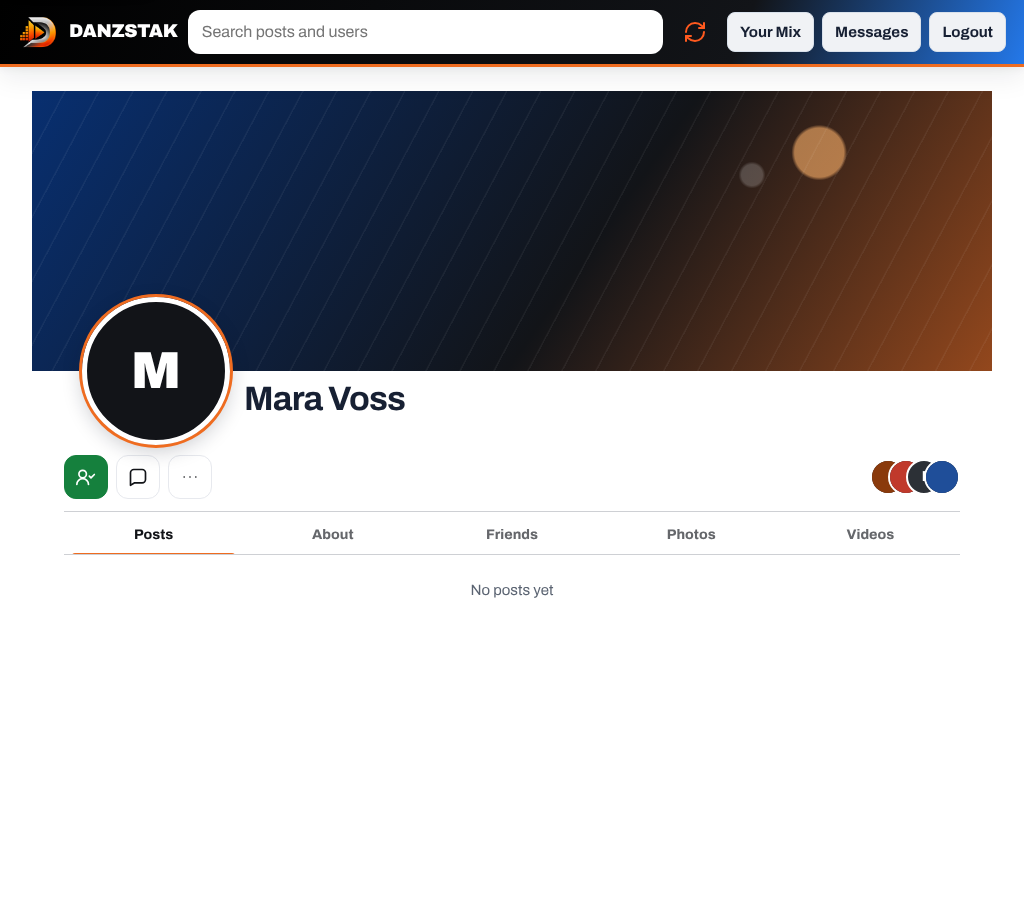 DANZSTAK
Search posts and users
Your Mix
Messages
Logout
M
Mara Voss
Posts
About
Friends
Photos
Videos
No posts yet